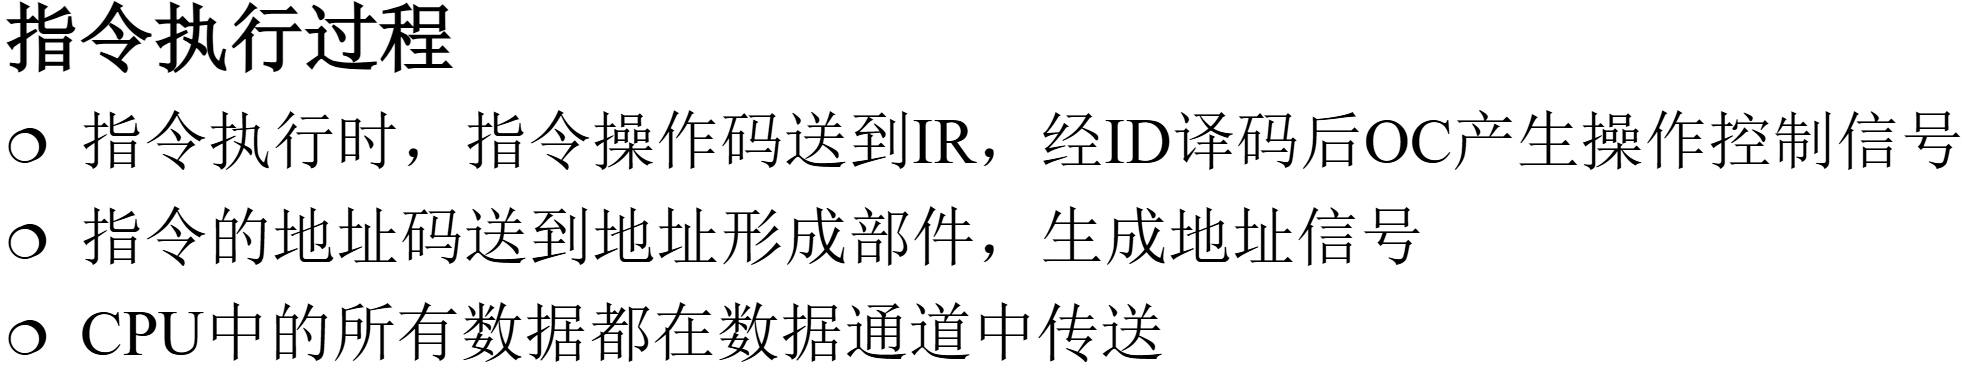 指令执行过程
❍ 指令执行时，指令操作码送到IR，经ID译码后OC产生操作控制信号
❍ 指令的地址码送到地址形成部件，生成地址信号
❍ CPU中的所有数据都在数据通道中传送